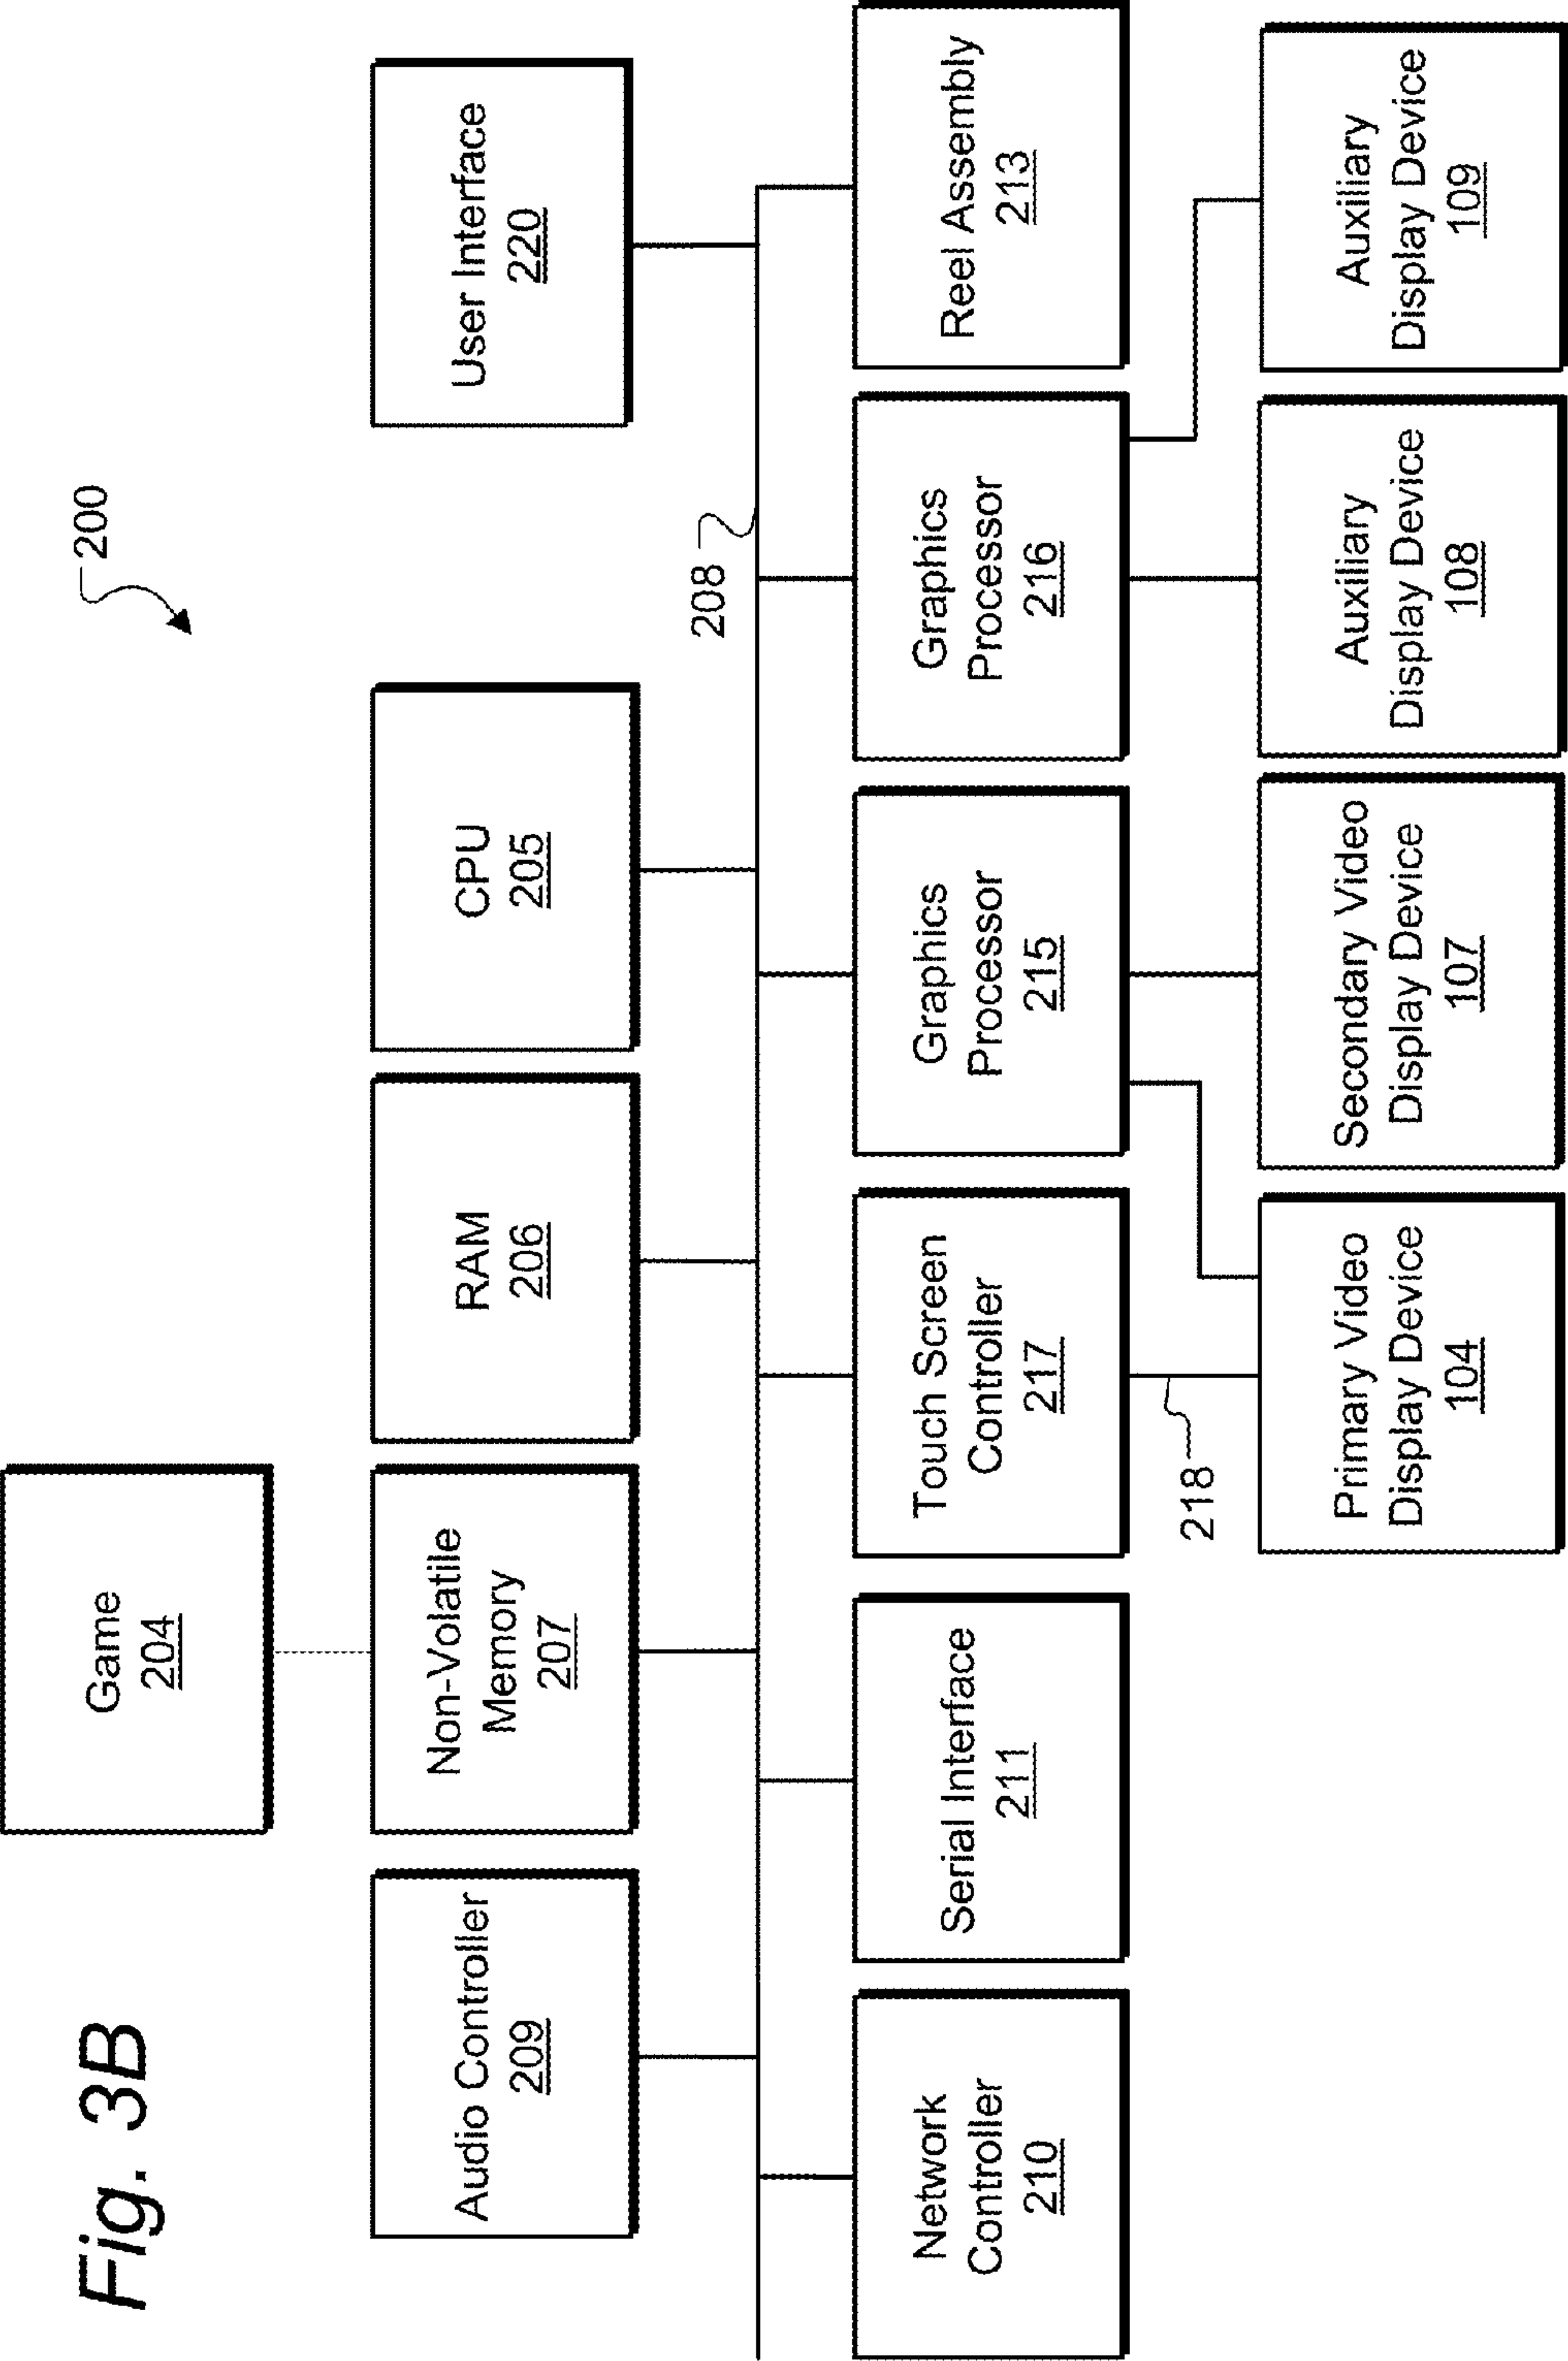 Fig. 3B
200
Game
204
Audio Controller
209
Non-Volatile
Memory
207
RAM
206
CPU
205
User Interface
220
208
Network
Controller
210
Serial Interface
211
Touch Screen
Controller
217
Graphics
Processor
215
Graphics
Processor
216
Reel Assembly
213
218
Primary Video
Display Device
104
Secondary Video
Display Device
107
Auxiliary
Display Device
108
Auxiliary
Display Device
109